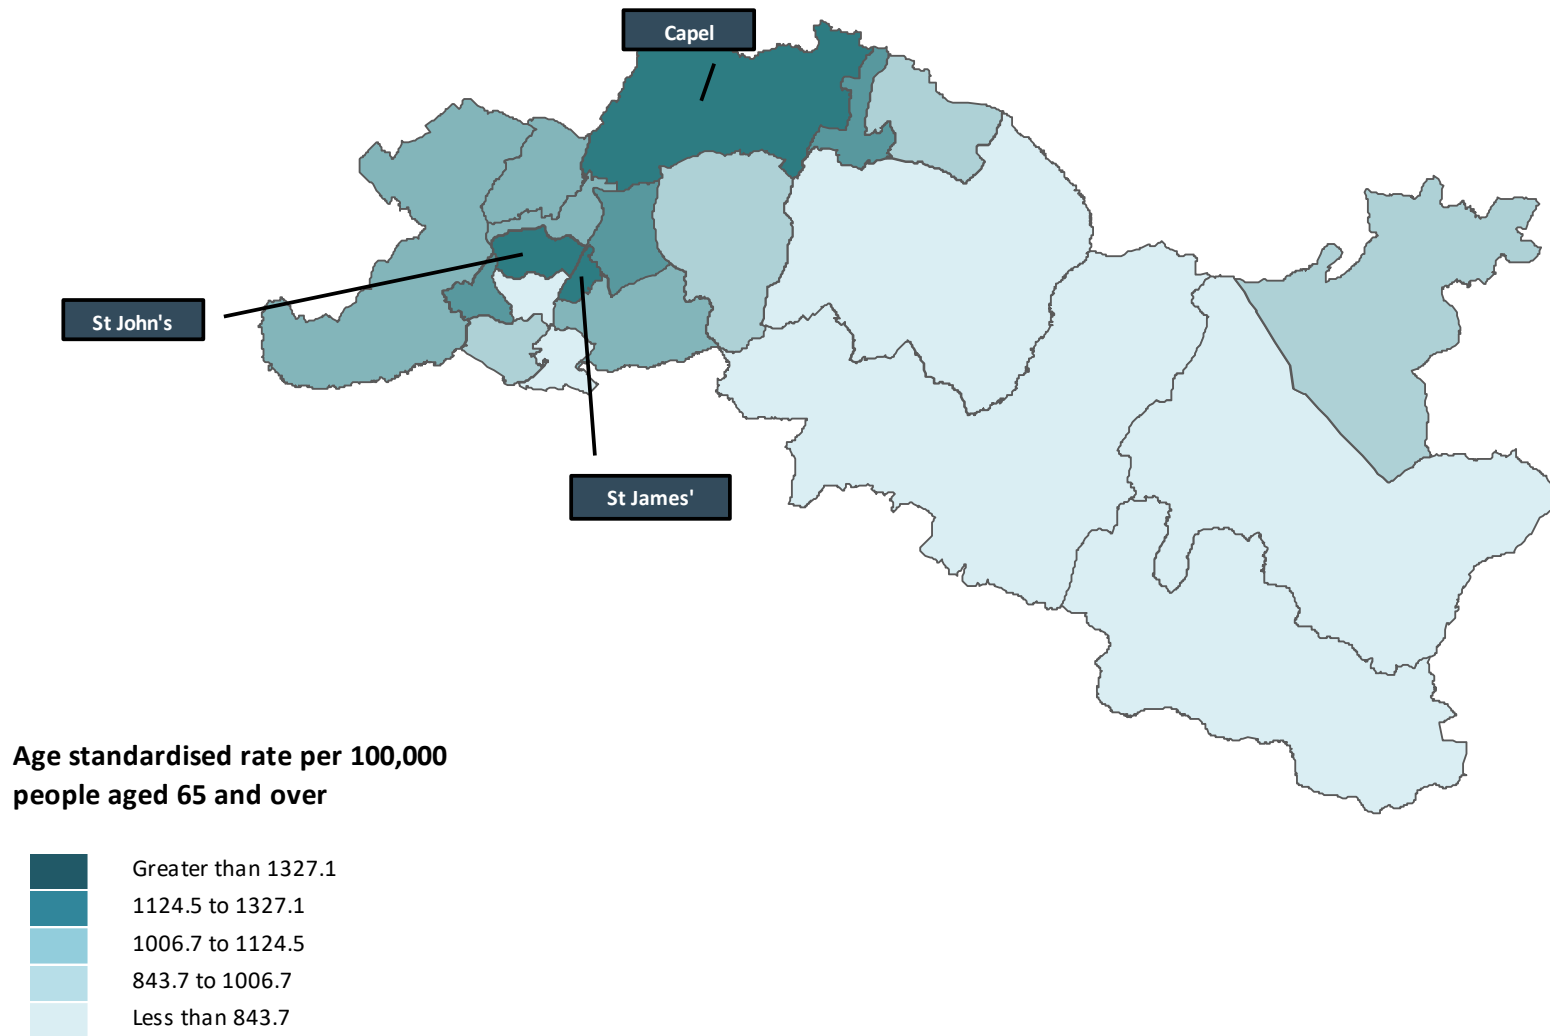 Capel
St John's
St James'
Age standardised rate per 100,000
people aged 65 and over
Greater than 1327.1
1124.5 to 1327.1
1006.7 to 1124.5
843.7 to 1006.7
Less than 843.7